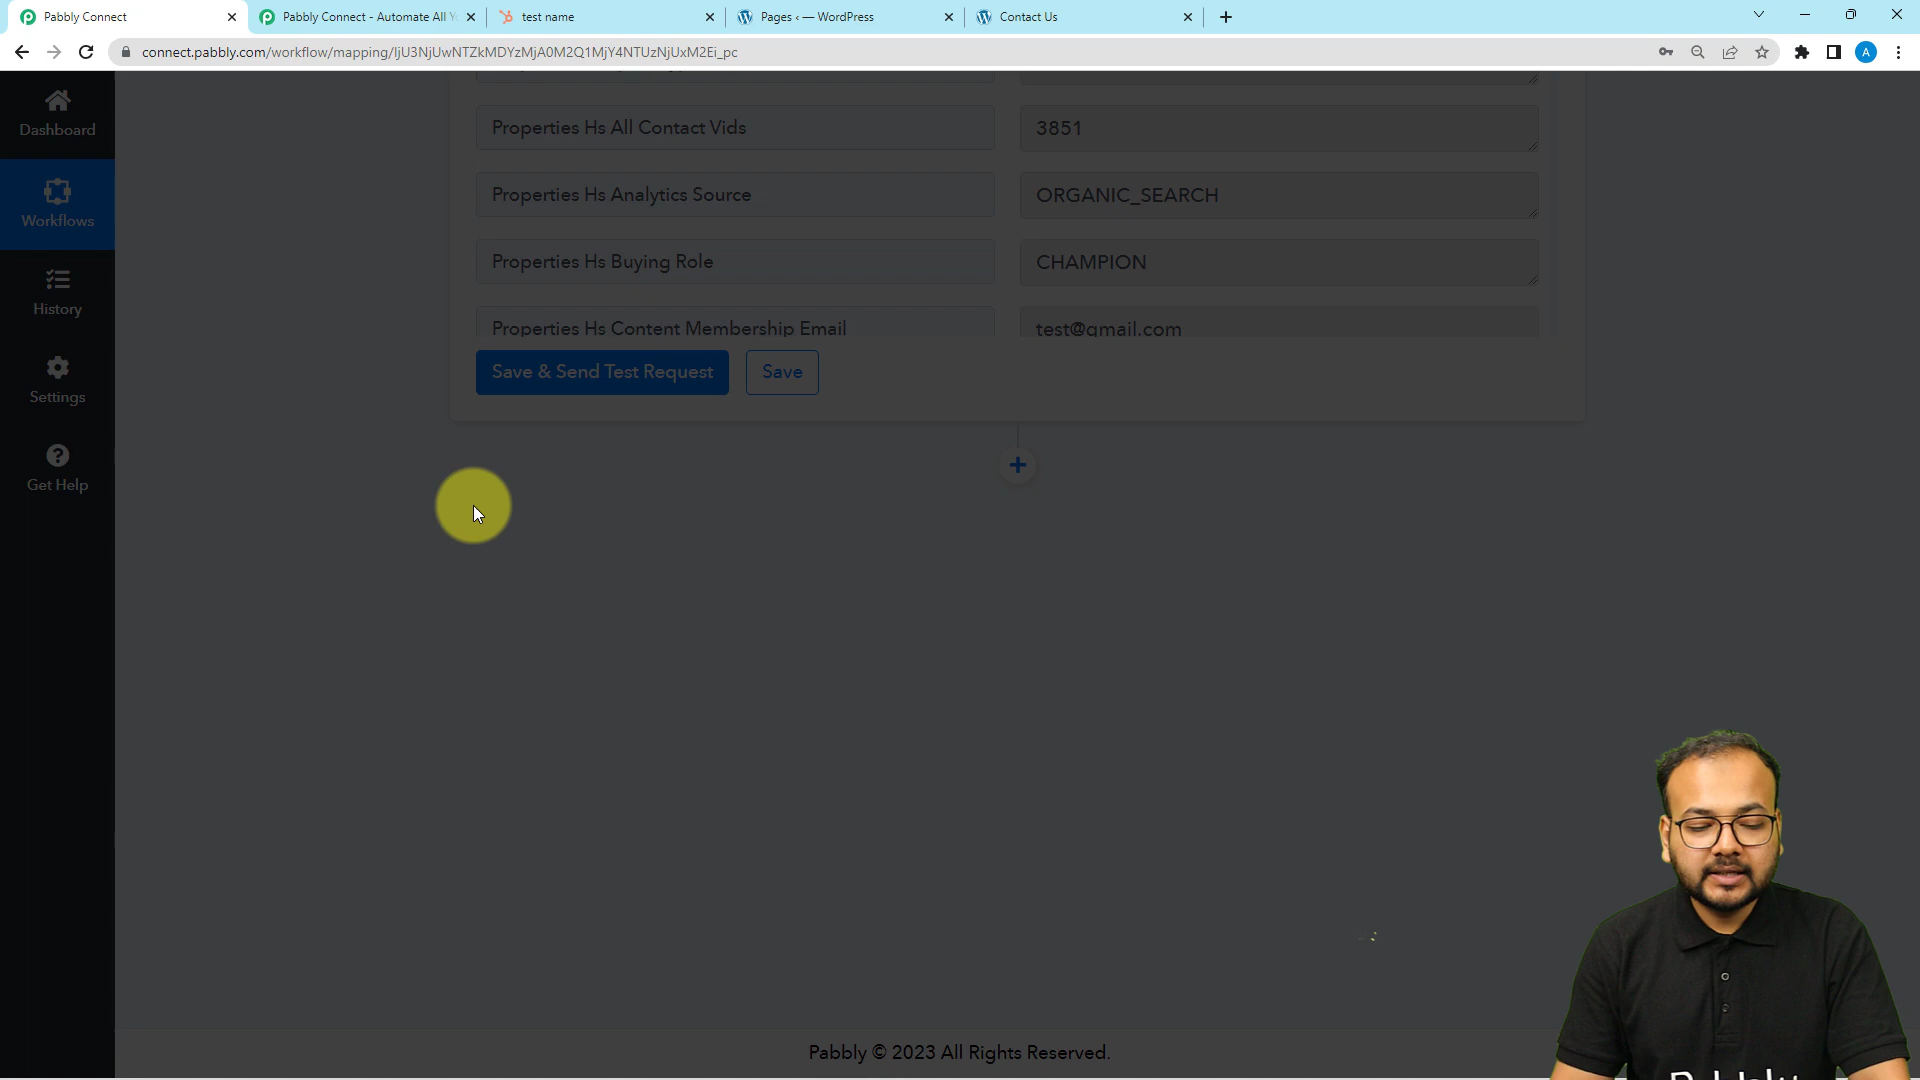 Pabbly Connect
Pabbly Connect - Automate All Y
test name
Pages ‹ — WordPress
Contact Us
connect.pabbly.com/workflow/mapping/IjU3NjUwNTZkMDYzMjA0M2Q1MjY4NTUzNjUxM2Ei_pc
A
Dashboard
Workflows
History
Settings
Get Help
Properties Hs All Contact Vids
3851
Properties Hs Analytics Source
ORGANIC_SEARCH
Properties Hs Buying Role
CHAMPION
Properties Hs Content Membership Email
test@gmail.com
Save & Send Test Request
Save
Pabbly © 2023 All Rights Reserved.
Pabbly